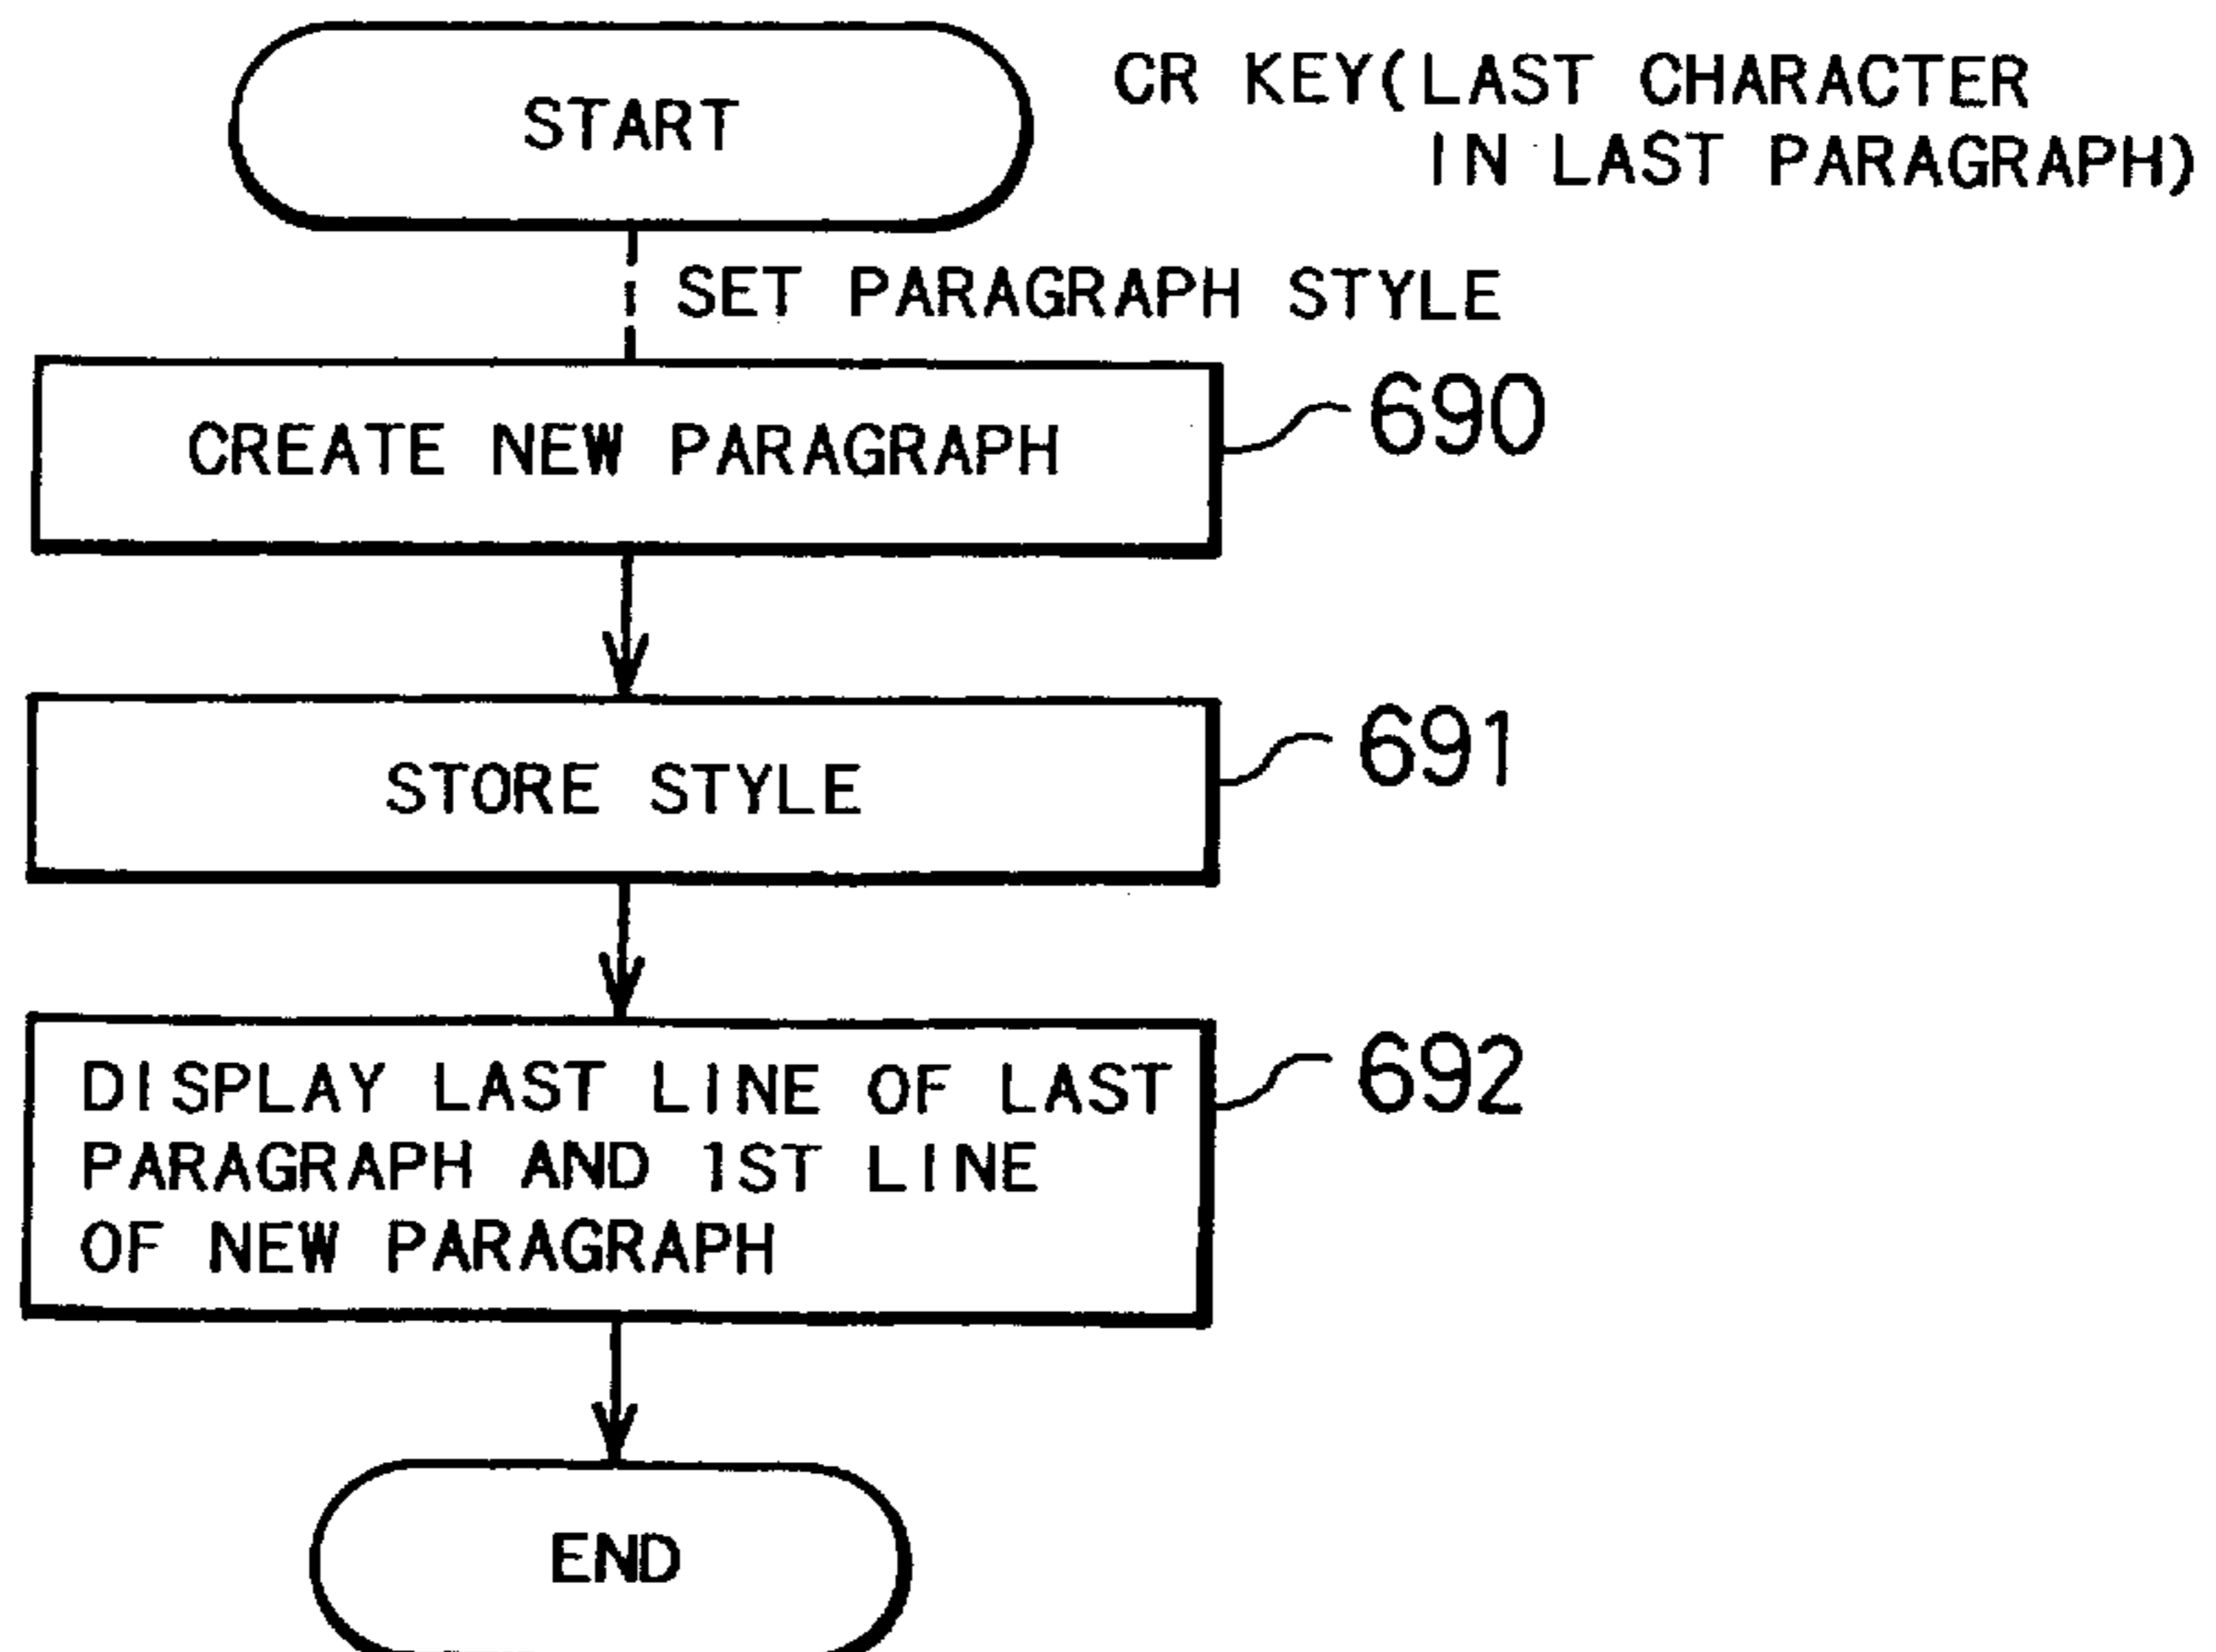 START
CR KEY(LAST CHARACTER
IN LAST PARAGRAPH)
SET PARAGRAPH STYLE
CREATE NEW PARAGRAPH
690
STORE STYLE
691
DISPLAY LAST LINE OF LAST
692
PARAGRAPH AND 1ST LINE
OF NEW PARAGRAPH
END